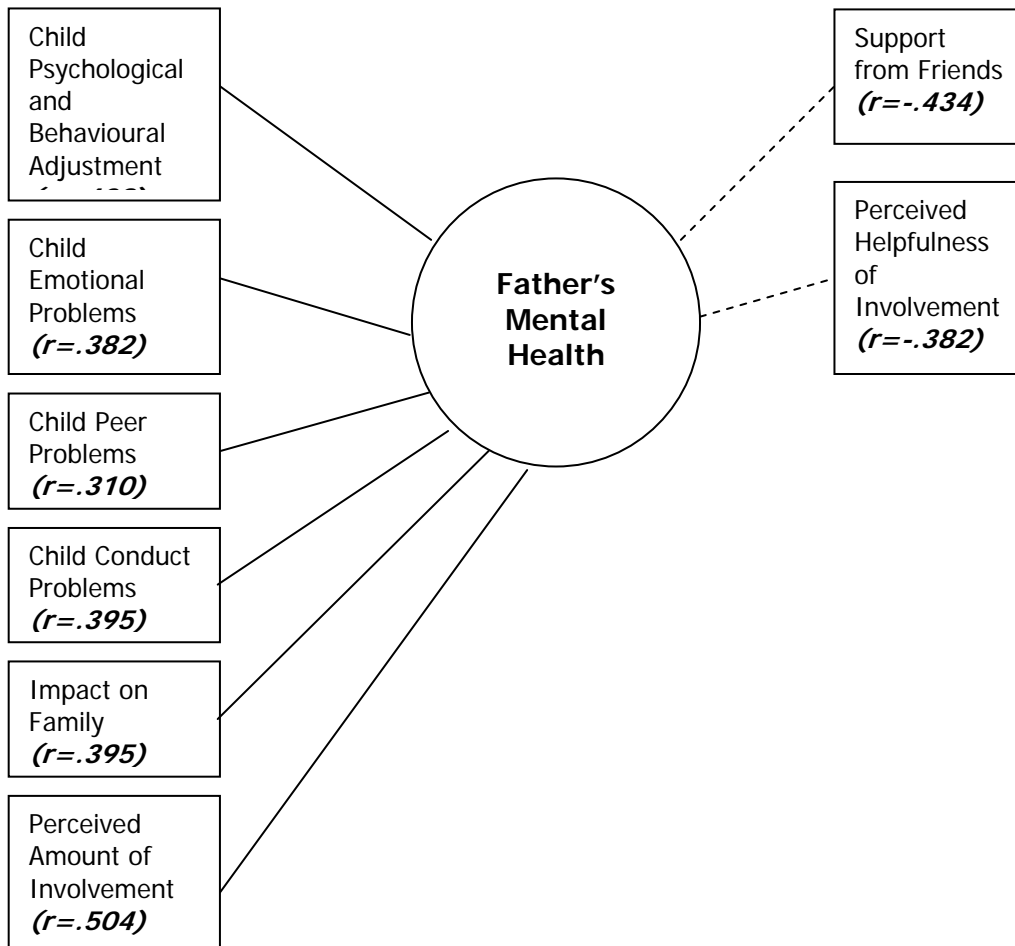 Child
Psychological
and
Behavioural
Adjustment
Child
Emotional
Problems
(r=.382)
Child Peer
Problems
(r=.310)
Child Conduct
Problems
(r=.395)
Impact on
Family
(r=.395)
Perceived
Amount of
Involvement
(r=.504)
Father's
Mental
Health
Support
from Friends
(r=-.434)
Perceived
Helpfulness
of
Involvement
(r=-.382)